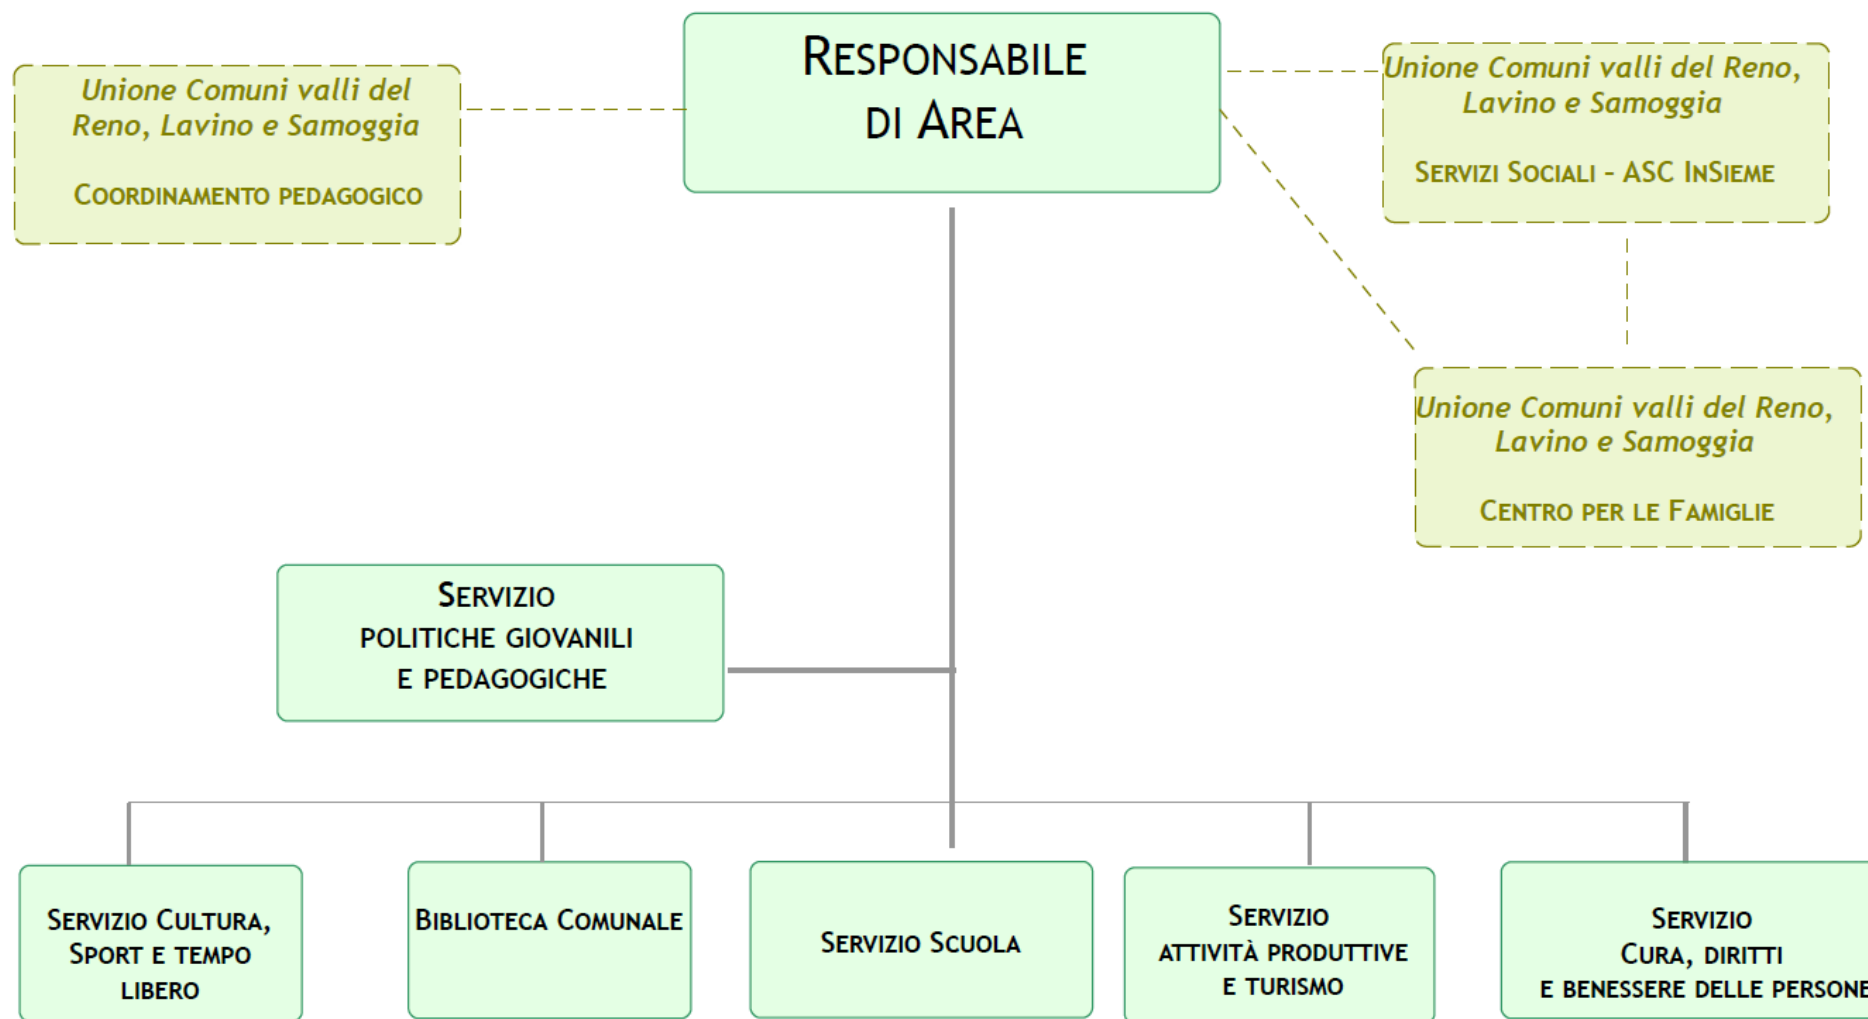 RESPONSABILE
DI AREA
Unione Comuni valli del
Reno, Lavino e Samoggia
COORDINAMENTO PEDAGOGICO
Unione Comuni valli del Reno,
Lavino e Samoggia
SERVIZI SOCIALI - ASC INSIEME
Unione Comuni valli del Reno,
Lavino e Samoggia
CENTRO PER LE FAMIGLIE
SERVIZIO
POLITICHE GIOVANILI
E PEDAGOGICHE
SERVIZIO CULTURA,
SPORT E TEMPO
LIBERO
BIBLIOTECA COMUNALE
SERVIZIO SCUOLA
SERVIZIO
ATTIVITÀ PRODUTTIVE
E TURISMO
SERVIZIO
CURA, DIRITTI
E BENESSERE DELLE PERSONE